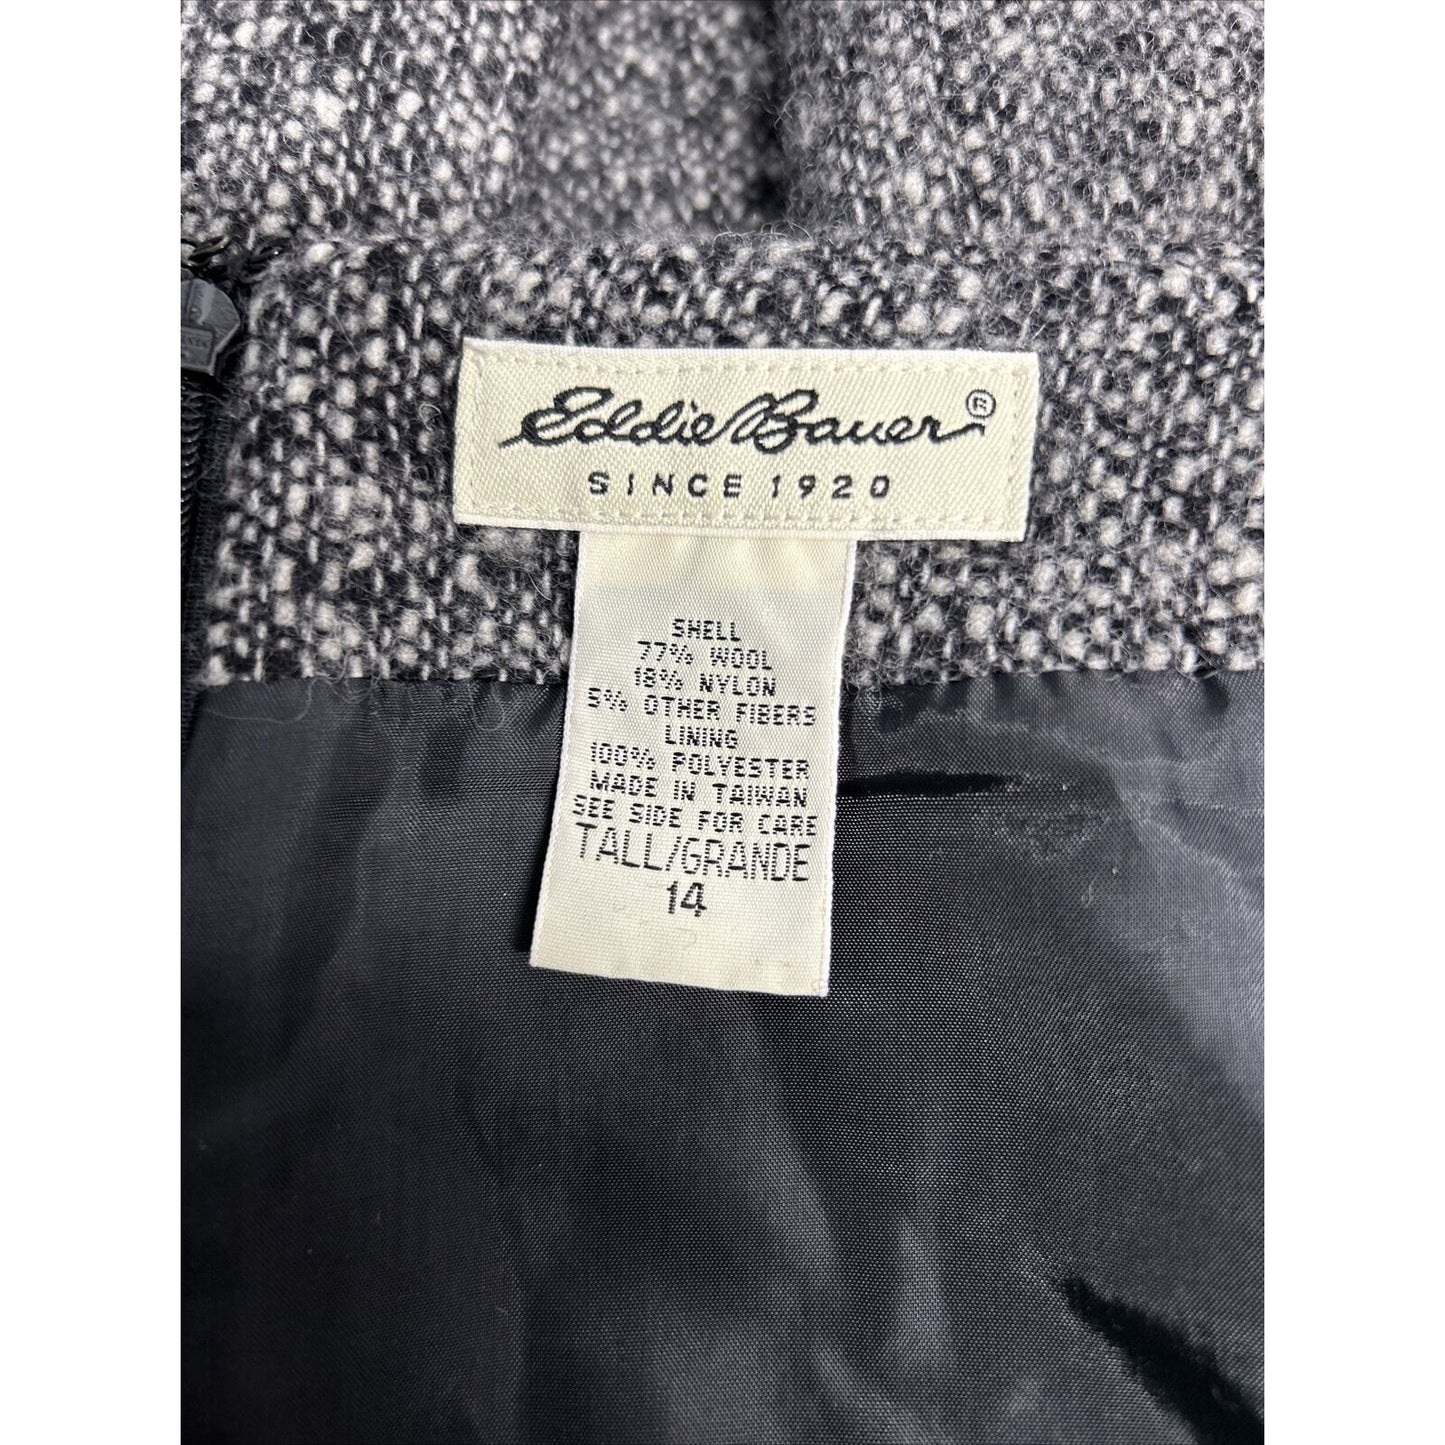 Eddie Bauer ®
SINCE 1920
SHELL
77% WOOL
18% NYLON
5% OTHER FIBERS
LINING
100% POLYESTER
MADE IN TAIWAN
SEE SIDE FOR CARE
TALL/GRANDE
14